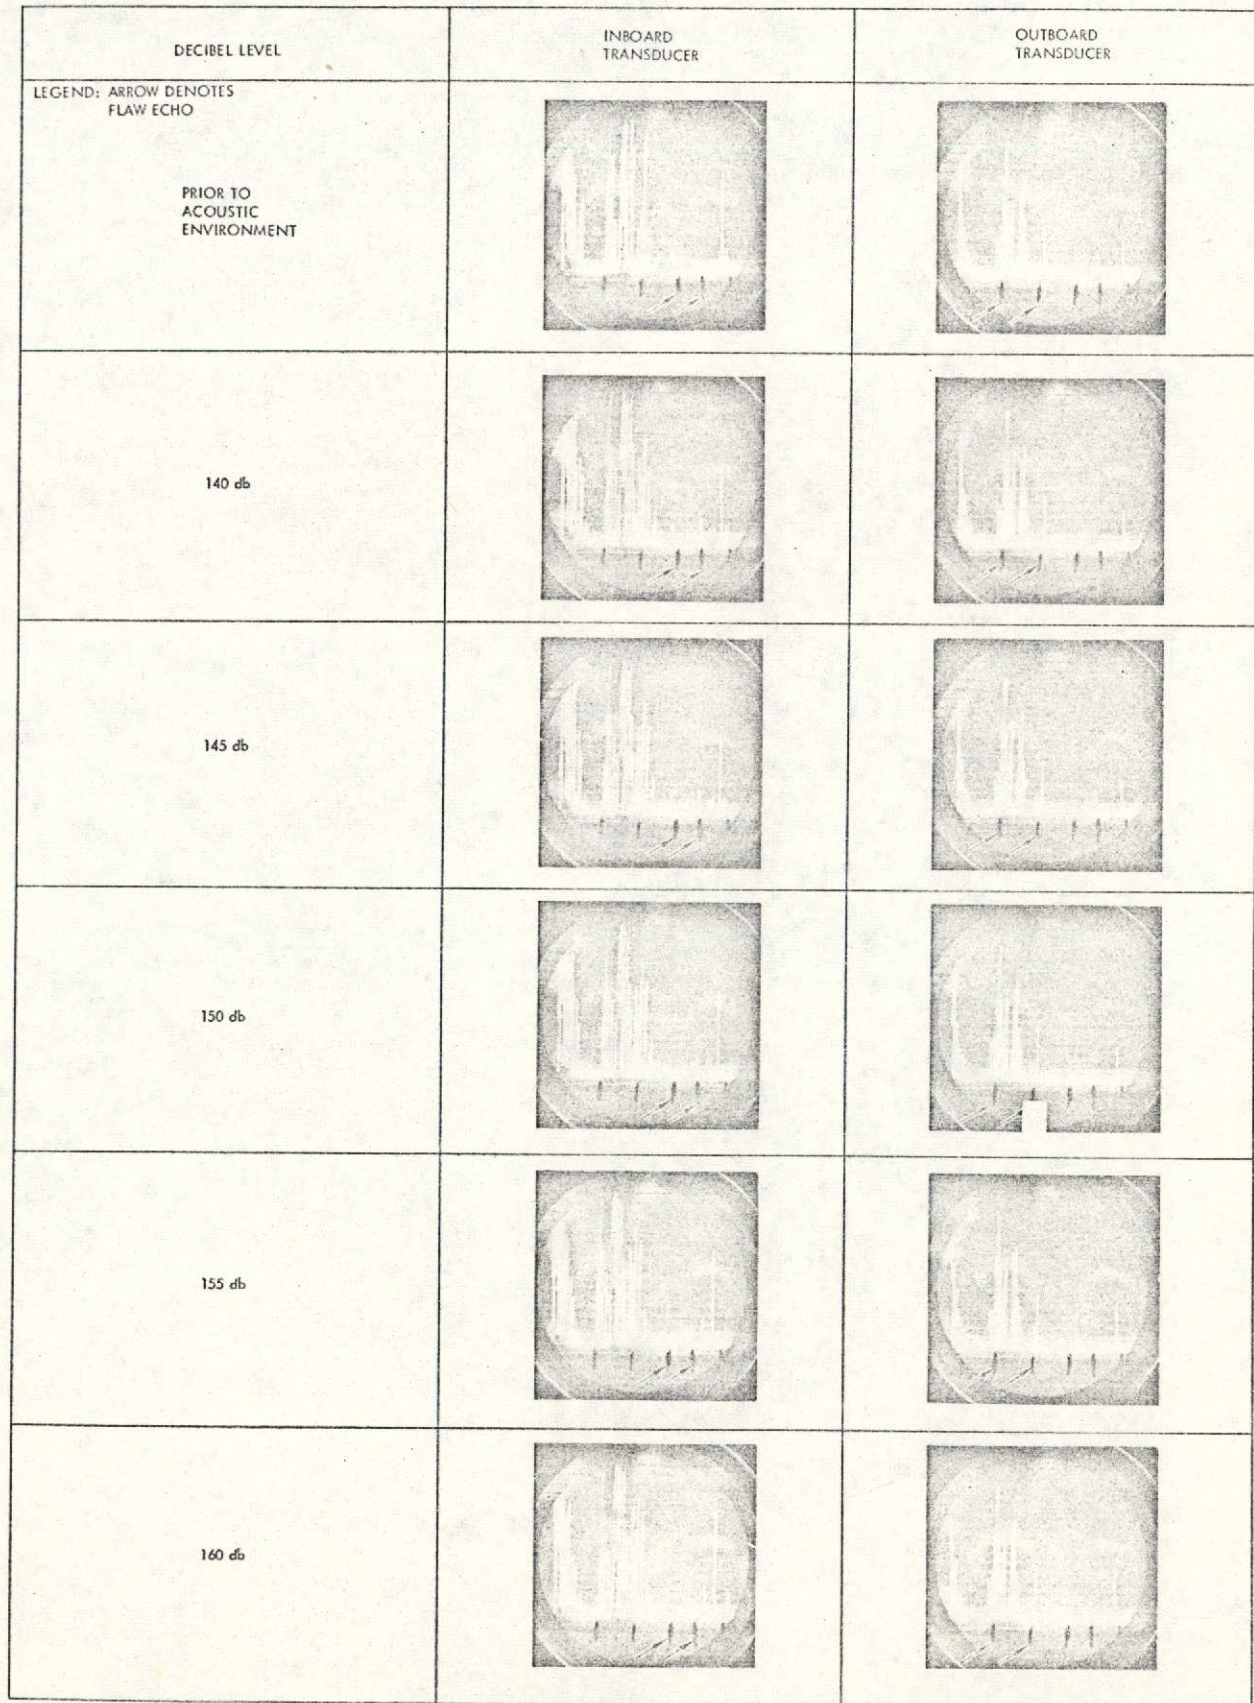 DECIBEL LEVEL
INBOARD
TRANSDUCER
OUTBOARD
TRANSDUCER
LEGEND: ARROW DENOTES
FLAW ECHO
PRIOR TO
ACOUSTIC
ENVIRONMENT
140 db
145 db
150 db
155 db
160 db